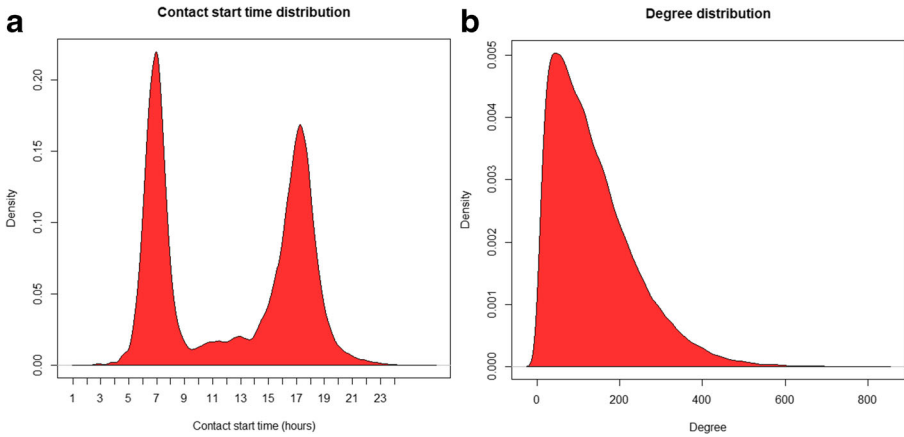 a
Contact start time distribution
Density
0.00 0.05 0.10 0.15 0.20
1 3 5 7 9 11 13 15 17 19 21 23
Contact start time (hours)
b
Degree distribution
Density
0.000 0.001 0.002 0.003 0.004 0.005
0 200 400 600 800
Degree